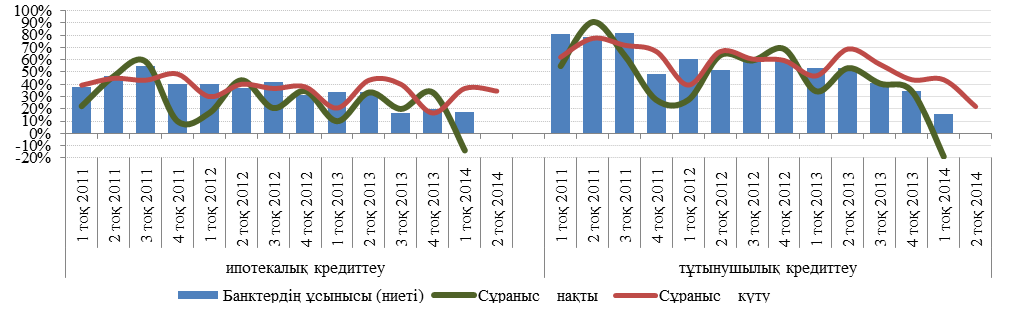 100%
90%
80%
70%
60%
50%
40%
30%
20%
10%
0%
-10%
-20%
1 тоқ 2011
2 тоқ 2011
3 тоқ 2011
4 тоқ 2011
1 тоқ 2012
2 тоқ 2012
3 тоқ 2012
4 тоқ 2012
1 тоқ 2013
2 тоқ 2013
3 тоқ 2013
4 тоқ 2013
1 тоқ 2014
2 тоқ 2014
1 тоқ 2011
2 тоқ 2011
3 тоқ 2011
4 тоқ 2011
1 тоқ 2012
2 тоқ 2012
3 тоқ 2012
4 тоқ 2012
1 тоқ 2013
2 тоқ 2013
3 тоқ 2013
4 тоқ 2013
1 тоқ 2014
2 тоқ 2014
ипотекалық кредиттеу
тұтынушылық кредиттеу
Банктердің ұсынысы (ниеті)
Сұраныс нақты
Сұраныс күту